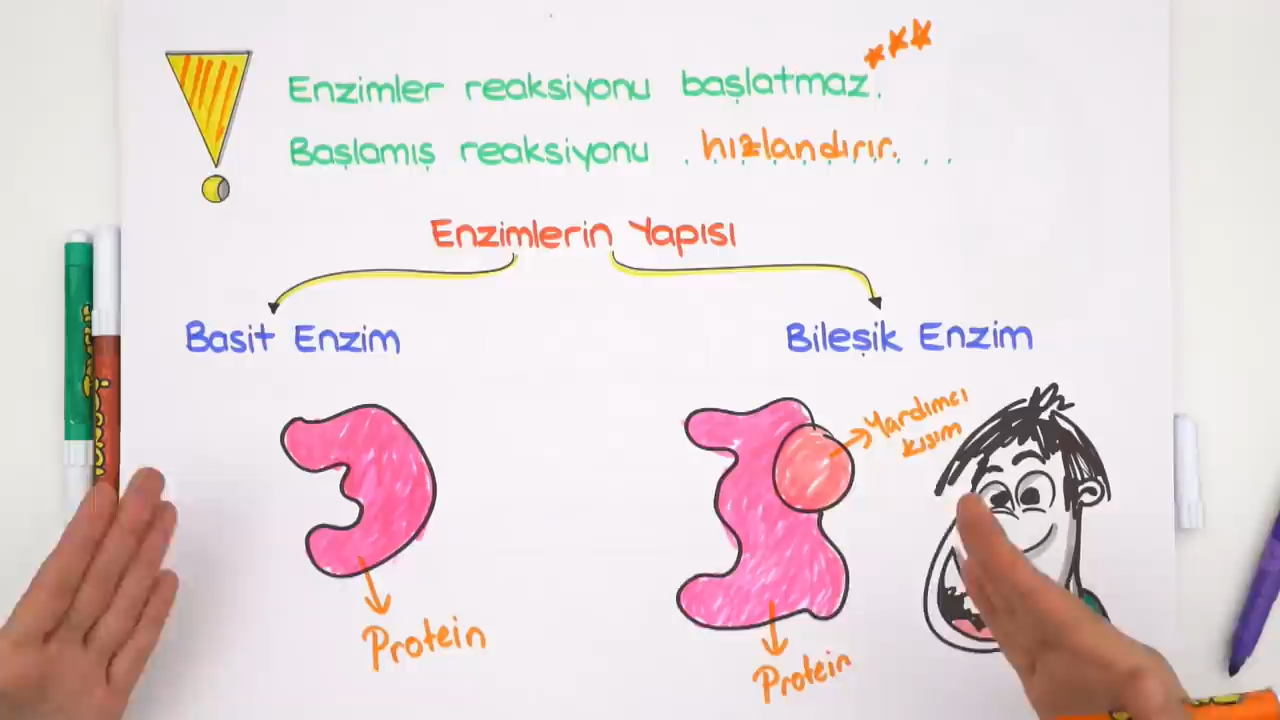 Enzimler reaksiyonu başlatmaz.
Başlamış reaksiyonu hızlandırır. . .
Enzimlerin Yapısı
Basit Enzim
Bileşik Enzim
Yardımcı
kısım
Protein
Protein